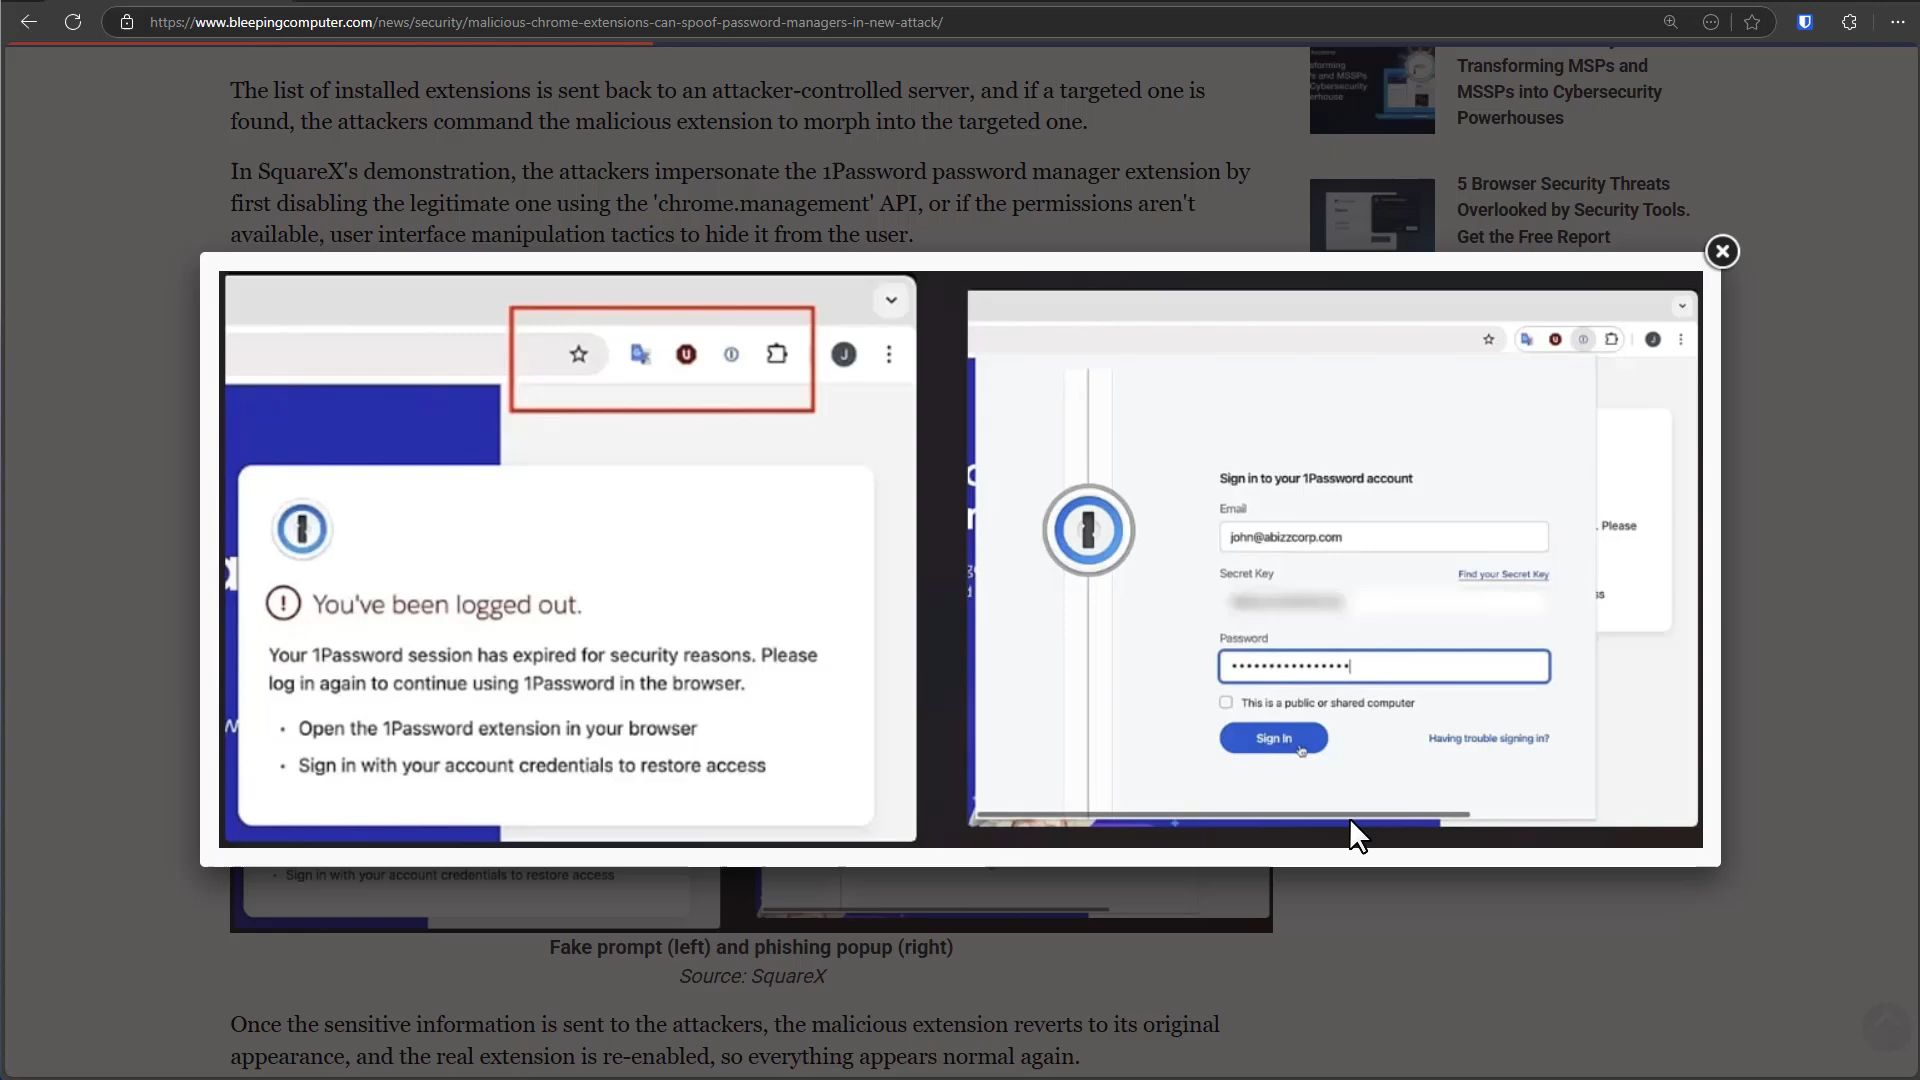 https://www.bleepingcomputer.com/news/security/malicious-chrome-extensions-can-spoof-password-managers-in-new-attack/
The list of installed extensions is sent back to an attacker-controlled server, and if a targeted one is
found, the attackers command the malicious extension to morph into the targeted one.
In SquareX's demonstration, the attackers impersonate the 1Password password manager extension by
first disabling the legitimate one using the 'chrome.management' API, or if the permissions aren't
available, user interface manipulation tactics to hide it from the user.
Transforming MSPs and
MSSPs into Cybersecurity
Powerhouses
5 Browser Security Threats
Overlooked by Security Tools.
Get the Free Report
J
You've been logged out.
Your 1Password session has expired for security reasons. Please
log in again to continue using 1Password in the browser.
· Open the 1Password extension in your browser
· Sign in with your account credentials to restore access
J
Sign in to your 1Password account
Email
john@abizzcorp.com
Secret Key
Find your Secret Key
Password
••••••••••••••••
This is a public or shared computer
Sign In
Having trouble signing in?
. Please
· Sign in with your account credentials to restore access
Fake prompt (left) and phishing popup (right)
Source: SquareX
Once the sensitive information is sent to the attackers, the malicious extension reverts to its original
appearance, and the real extension is re-enabled, so everything appears normal again.